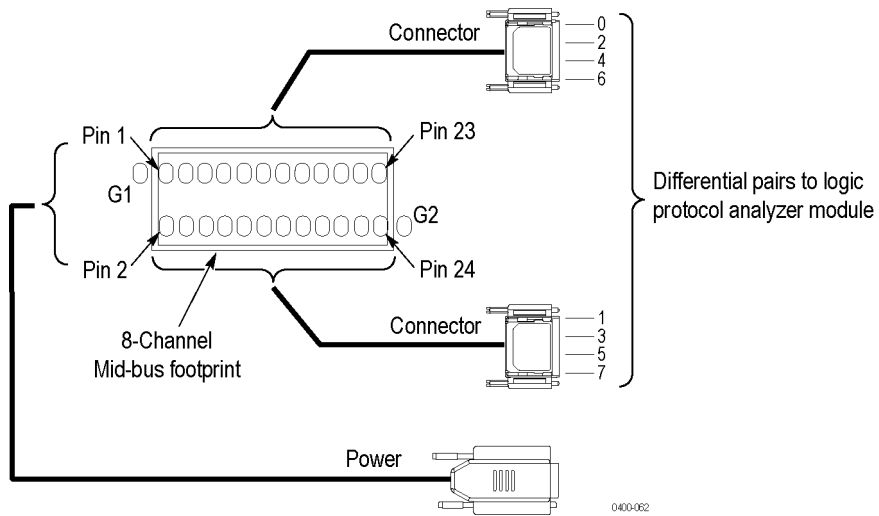 Connector
0
2
4
6
Pin 1
Pin 23
G1
G2
Differential pairs to logic
protocol analyzer module
Pin 2
Pin 24
Connector
1
3
5
7
8-Channel
Mid-bus footprint
Power
0400-062